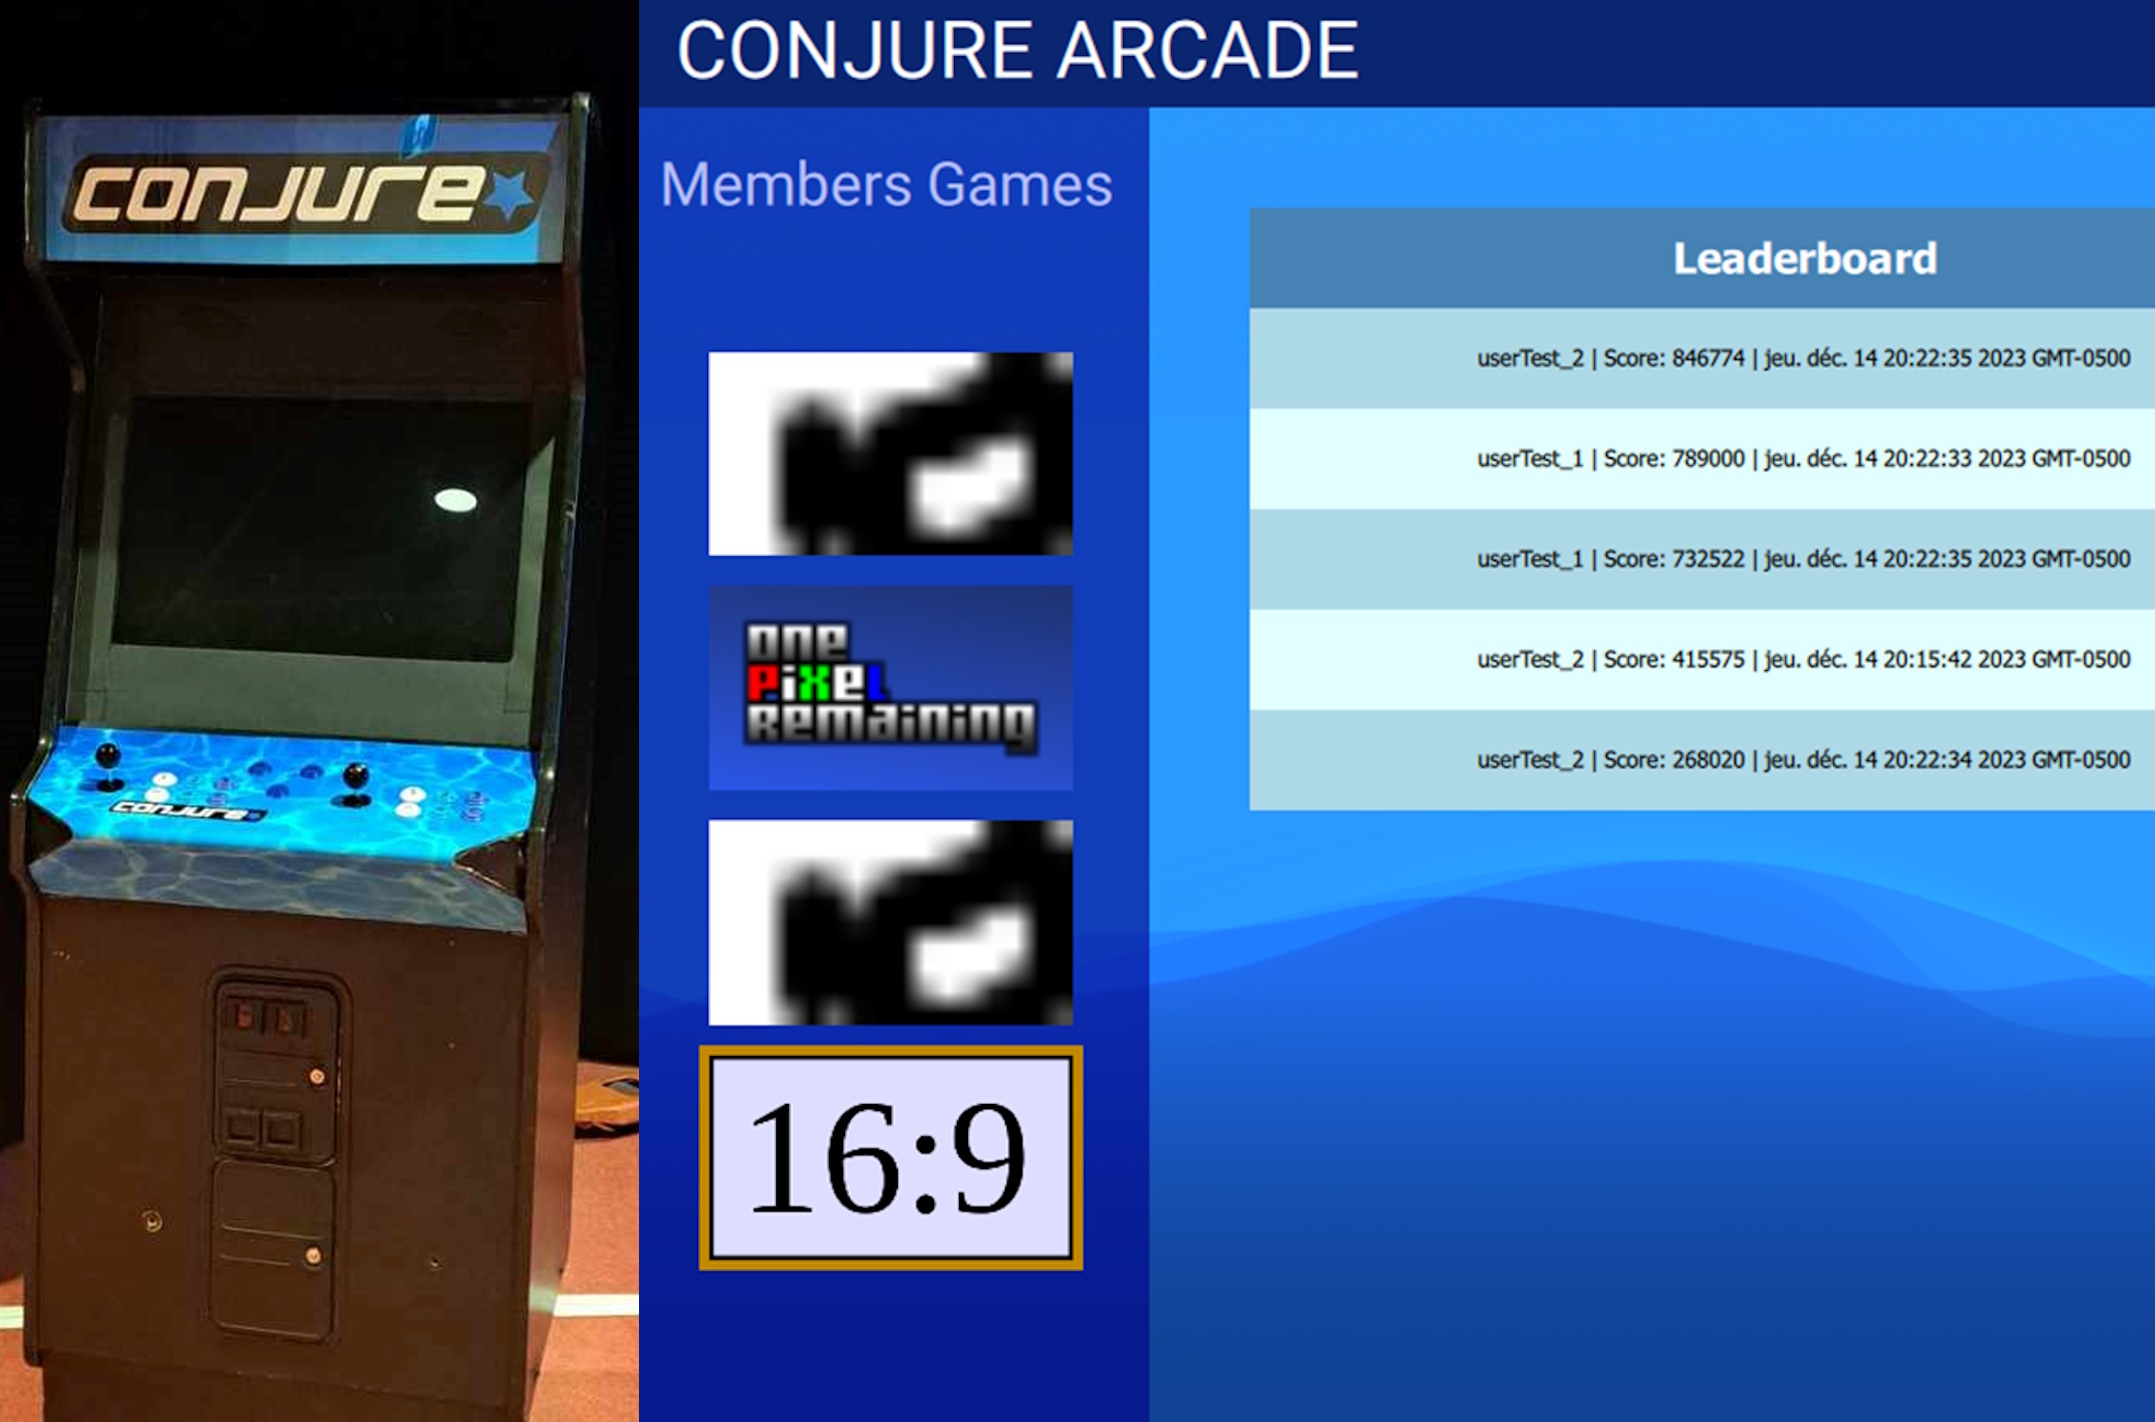 conjure
conjure
CONJURE ARCADE
Members Games
one
Pixel
Remaining
16:9
Leaderboard
userTest_2 | Score: 846774 | jeu. déc. 14 20:22:35 2023 GMT-0500
userTest_1 | Score: 789000 | jeu. déc. 14 20:22:33 2023 GMT-0500
userTest_1 | Score: 732522 | jeu. déc. 14 20:22:35 2023 GMT-0500
userTest_2 | Score: 415575 | jeu. déc. 14 20:15:42 2023 GMT-0500
userTest_2 | Score: 268020 | jeu. déc. 14 20:22:34 2023 GMT-0500